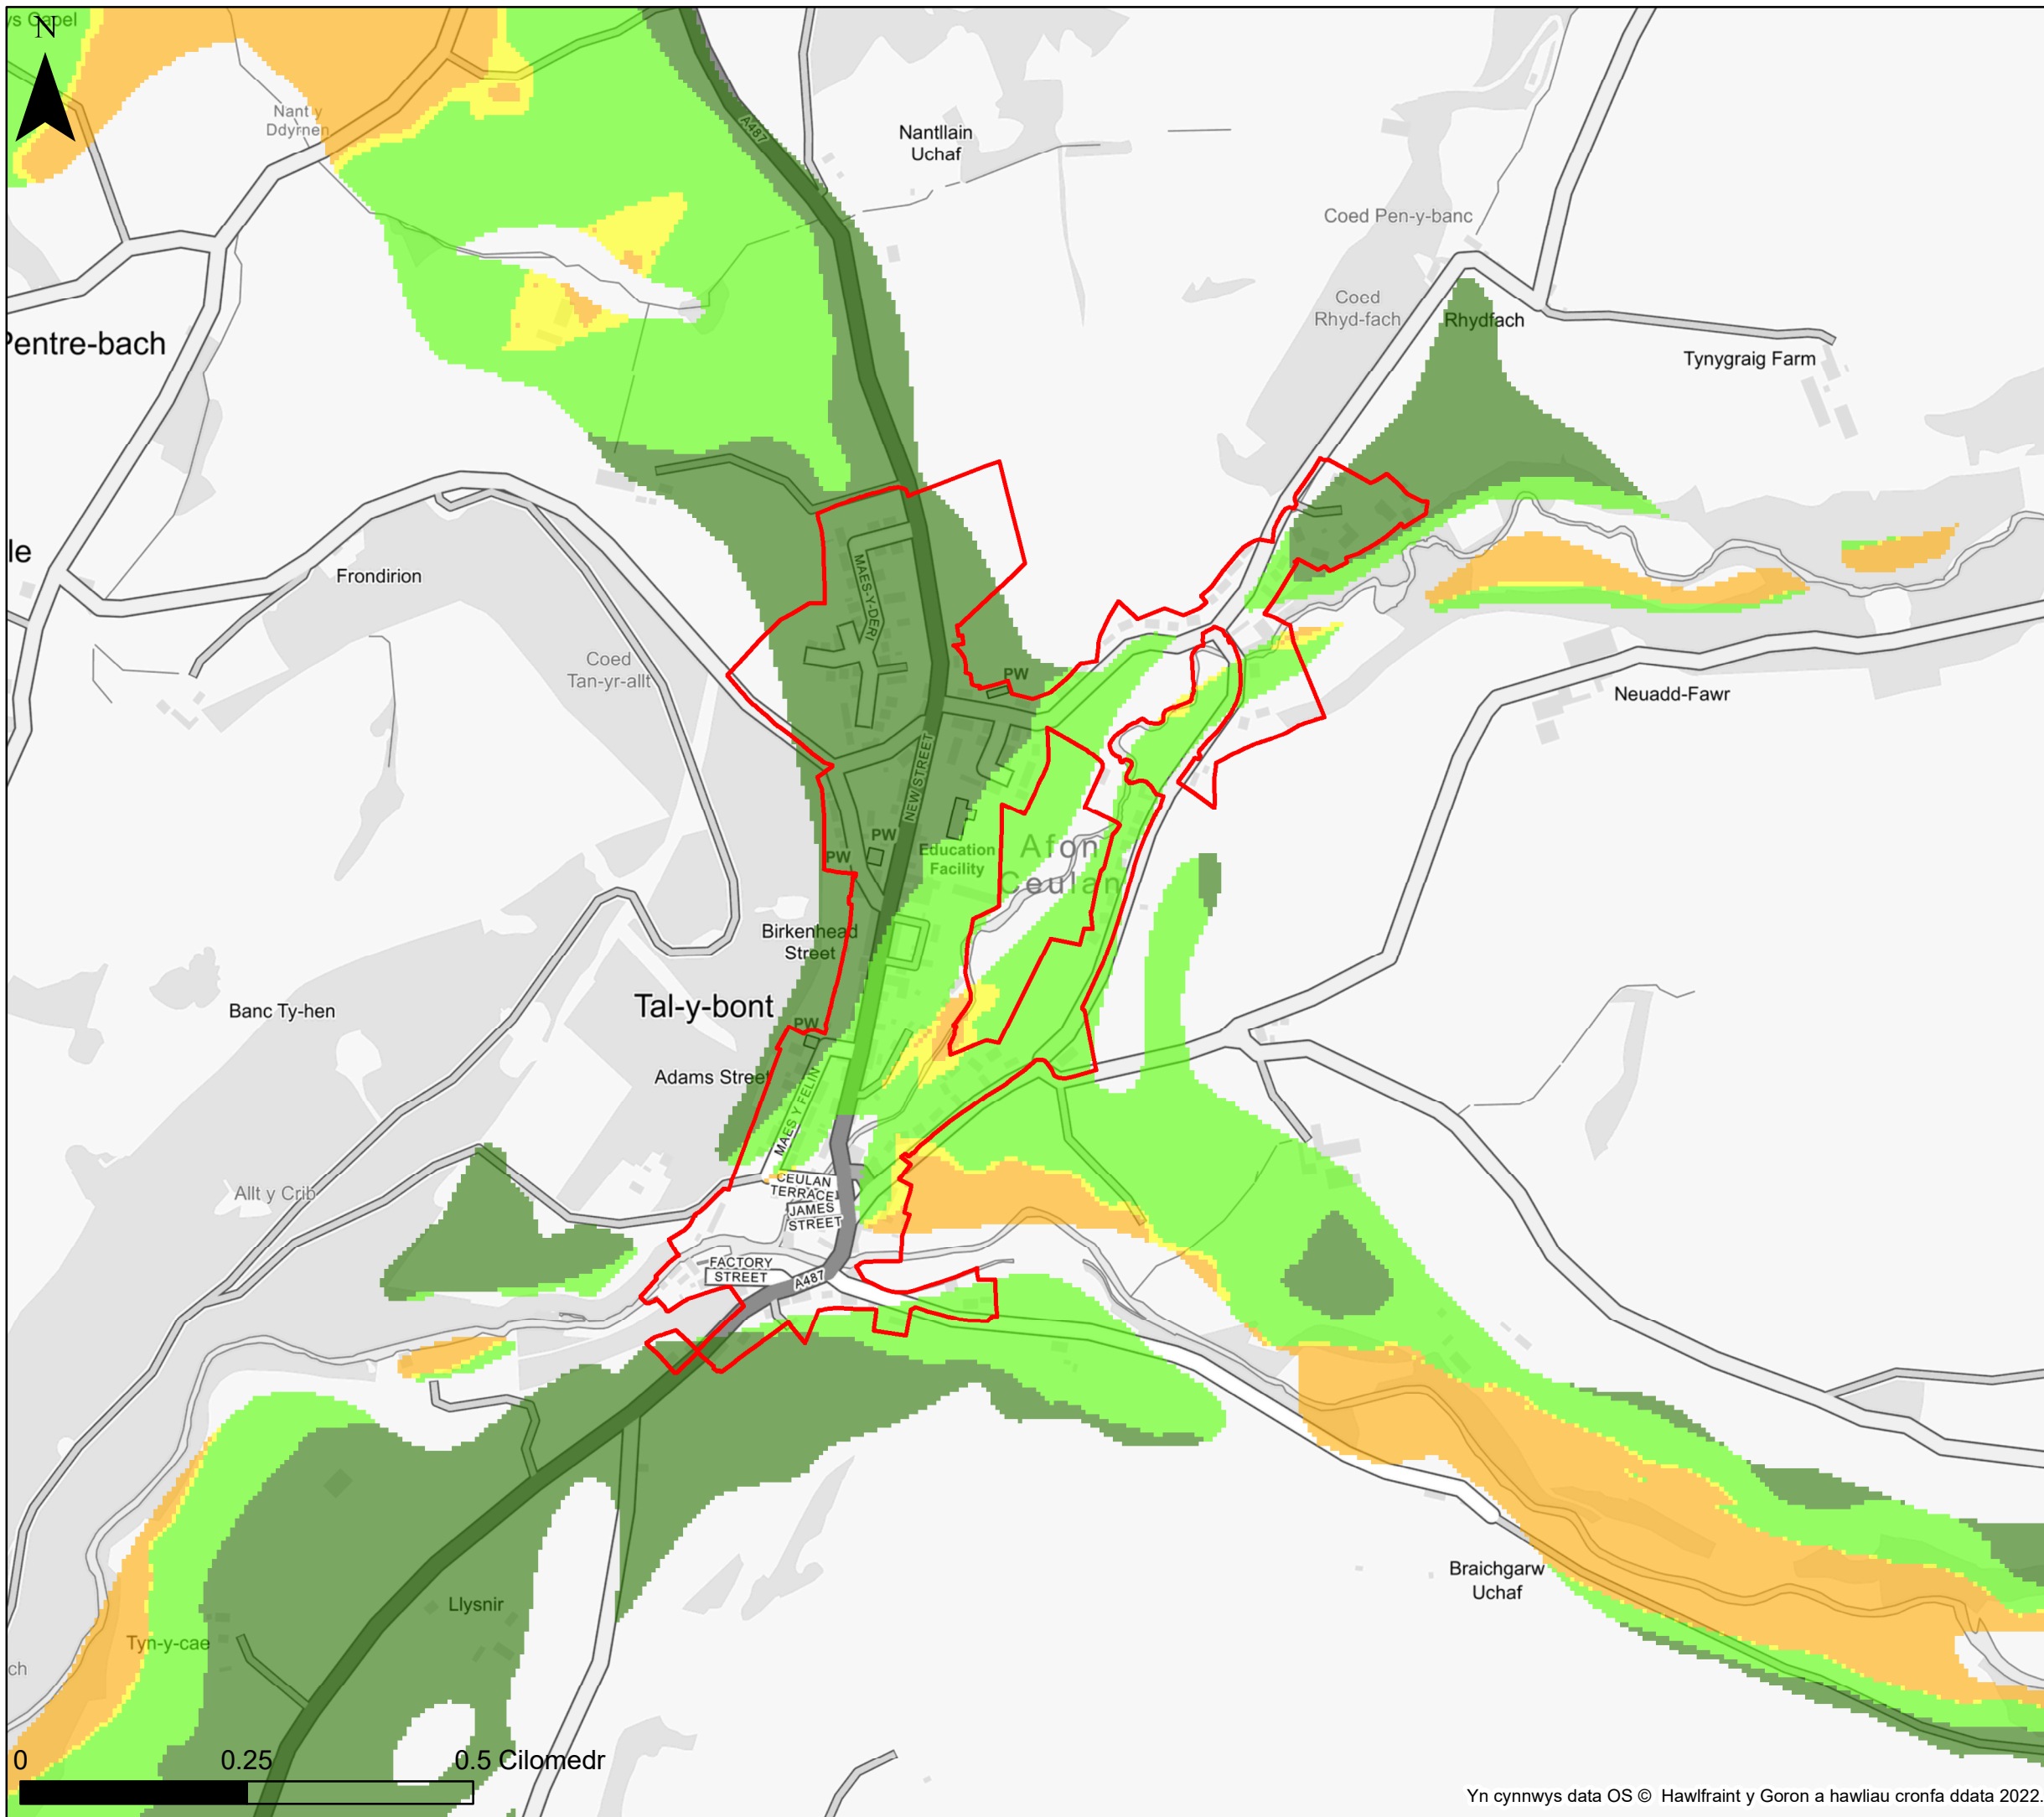 ys Capel
N
Nant y
Ddyrnen
A487
Nantllain
Uchaf
Coed Pen-y-banc
Coed
Rhyd-fach
Rhydfach
Tynygraig Farm
Pentre-bach
le
Frondirion
MAES-Y-DERI
Coed
Tan-yr-allt
PW
Neuadd-Fawr
NEW STREET
PW
PW
Education
Facility
Afon
Ceulan
Birkenhead
Street
Tal-y-bont
Banc Ty-hen
PW
Adams Street
MAES Y FELIN
Allt y Crib
CEULAN
TERRACE
JAMES
STREET
FACTORY
STREET
A487
Braichgarw
Uchaf
Llysnir
Tyn-y-cae
ch
0 0.25 0.5 Cilomedr
Yn cynnwys data OS © Hawlfraint y Goron a hawliau cronfa ddata 2022